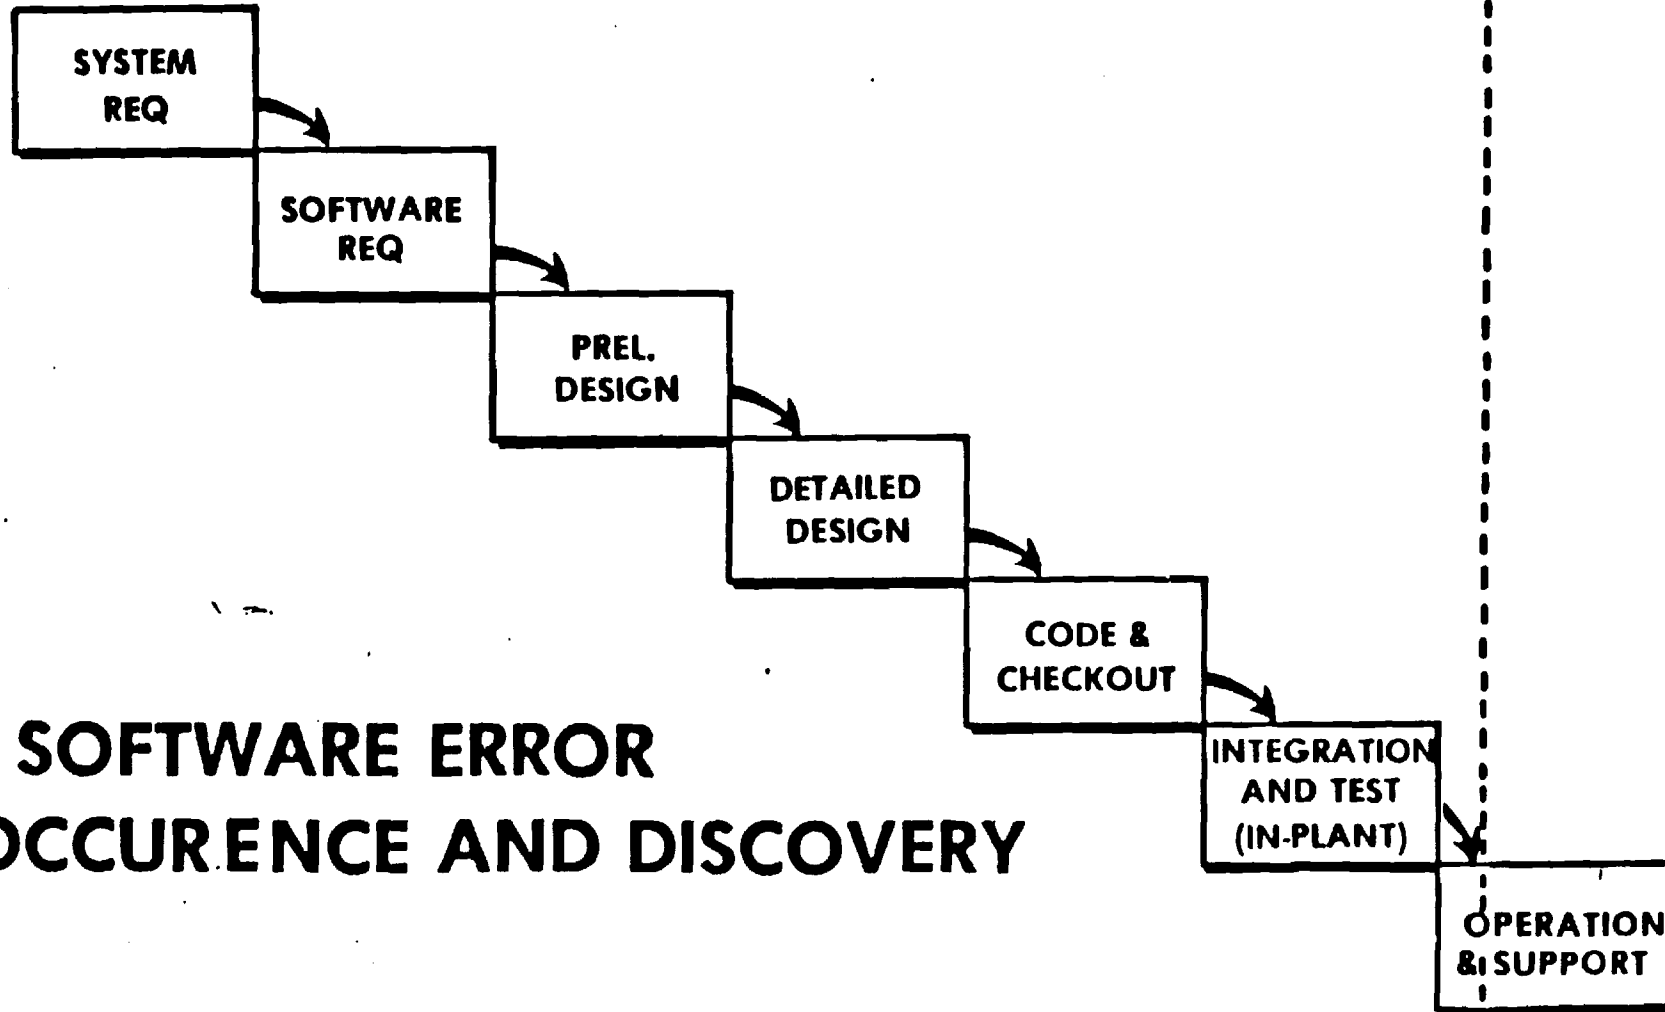 SYSTEM
REQ
SOFTWARE
REQ
PREL.
DESIGN
DETAILED
DESIGN
CODE &
CHECKOUT
INTEGRATION
AND TEST
(IN-PLANT)
OPERATION
& SUPPORT
SOFTWARE ERROR
OCCURENCE AND DISCOVERY